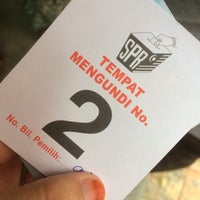 SPR
TEMPAT
MENGUNDI No.
2
No. Bil. Pemilih: